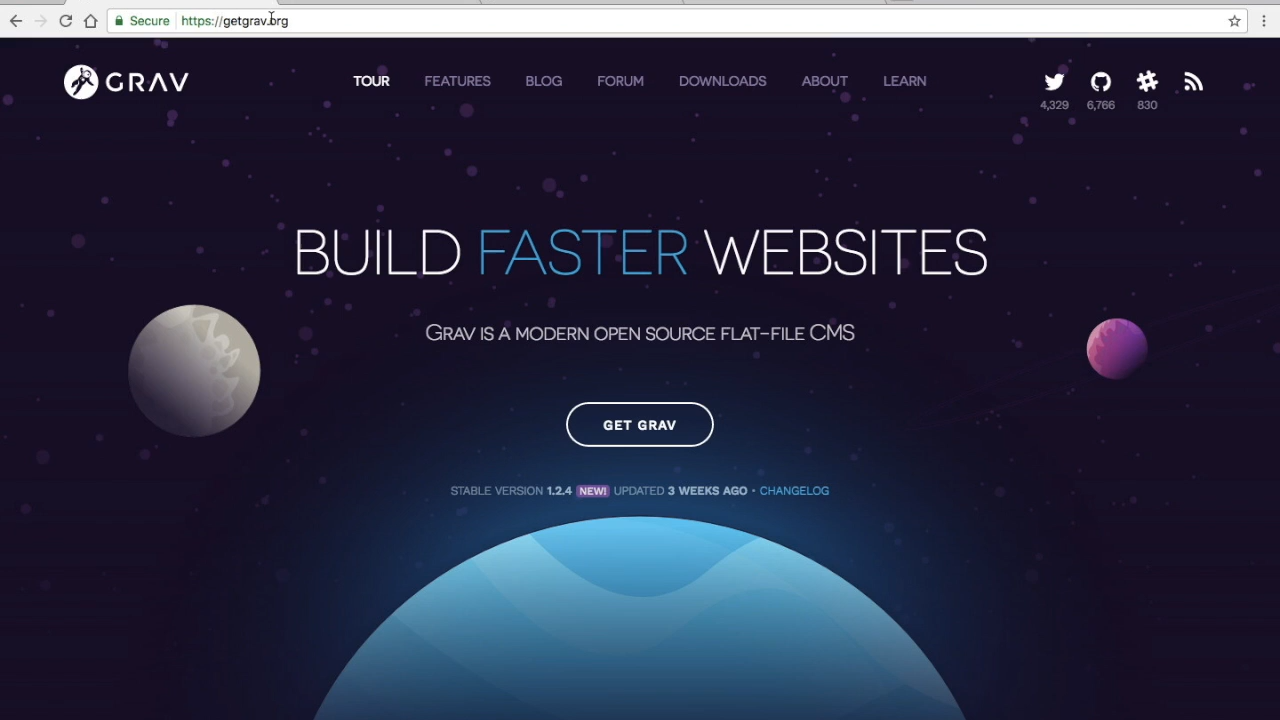 Secure https://getgrav.org
GRAV TOUR FEATURES BLOG FORUM DOWNLOADS ABOUT LEARN
4,329 6,766 830
BUILD FASTER WEBSITES
GRAV IS A MODERN OPEN SOURCE FLAT-FILE CMS
GET GRAV
STABLE VERSION 1.2.4 NEW! UPDATED 3 WEEKS AGO • CHANGELOG